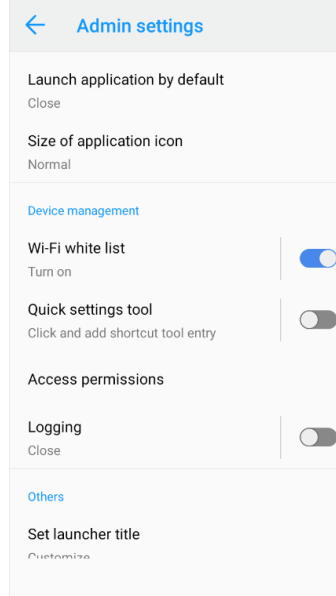 Admin settings
Launch application by default
Close
Size of application icon
Normal
Device management
Wi-Fi white list
Turn on
Quick settings tool
Click and add shortcut tool entry
Access permissions
Logging
Close
Others
Set launcher title
Customize